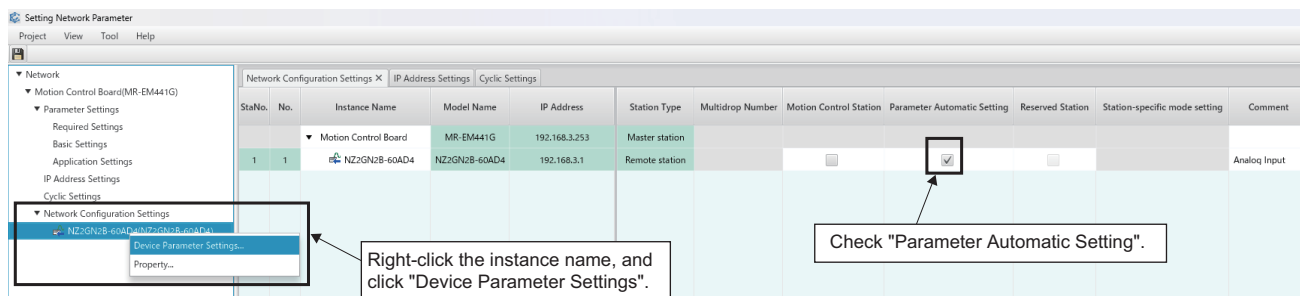 Setting Network Parameter
Project View Tool Help
Network
Motion Control Board(MR-EM441G)
Parameter Settings
Required Settings
Basic Settings
Application Settings
IP Address Settings
Cyclic Settings
Network Configuration Settings
NZ2GN2B-60AD4(NZ2GN2B-60AD4)
Device Parameter Settings...
Property...
Network Configuration Settings X IP Address Settings Cyclic Settings
StaNo. No. Instance Name Model Name IP Address Station Type Multidrop Number Motion Control Station Parameter Automatic Setting Reserved Station Station-specific mode setting Comment
Motion Control Board MR-EM441G 192.168.3.253 Master station
1 1 NZ2GN2B-60AD4 NZ2GN2B-60AD4 192.168.3.1 Remote station Analog Input
Right-click the instance name, and
click "Device Parameter Settings".
Check "Parameter Automatic Setting".